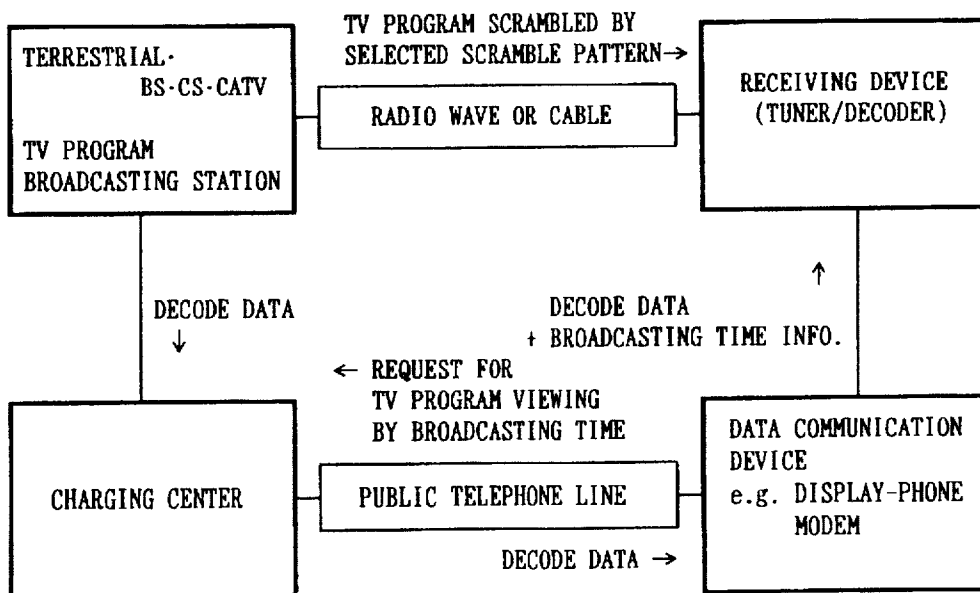 TERRESTRIAL·
BS·CS·CATV
TV PROGRAM
BROADCASTING STATION
TV PROGRAM SCRAMBLED BY
SELECTED SCRAMBLE PATTERN→
RADIO WAVE OR CABLE
RECEIVING DEVICE
(TUNER/DECODER)
DECODE DATA
↓
↑
DECODE DATA
+ BROADCASTING TIME INFO.
← REQUEST FOR
TV PROGRAM VIEWING
BY BROADCASTING TIME
CHARGING CENTER
PUBLIC TELEPHONE LINE
DECODE DATA →
DATA COMMUNICATION
DEVICE
e.g. DISPLAY-PHONE
MODEM